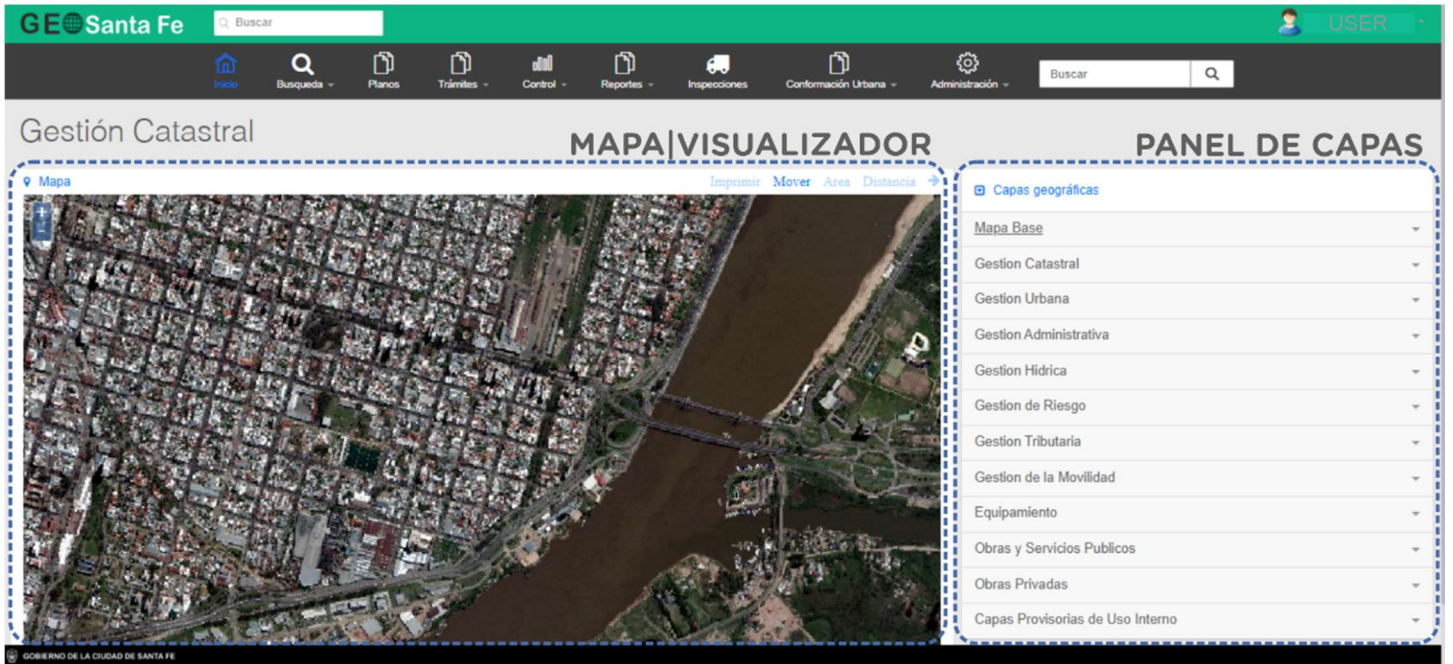 GEO Santa Fe
Buscar
USER
Inicio
Busqueda
Planos
Trámites
Control
Reportes
Inspecciones
Conformación Urbana
Administración
Buscar
Gestión Catastral
MAPA|VISUALIZADOR
PANEL DE CAPAS
Mapa
Imprimir Mover Area Distancia
+
−
Capas geográficas
Mapa Base
Gestion Catastral
Gestion Urbana
Gestion Administrativa
Gestion Hidrica
Gestion de Riesgo
Gestion Tributaria
Gestion de la Movilidad
Equipamiento
Obras y Servicios Publicos
Obras Privadas
Capas Provisorias de Uso Interno
GOBIERNO DE LA CIUDAD DE SANTA FE